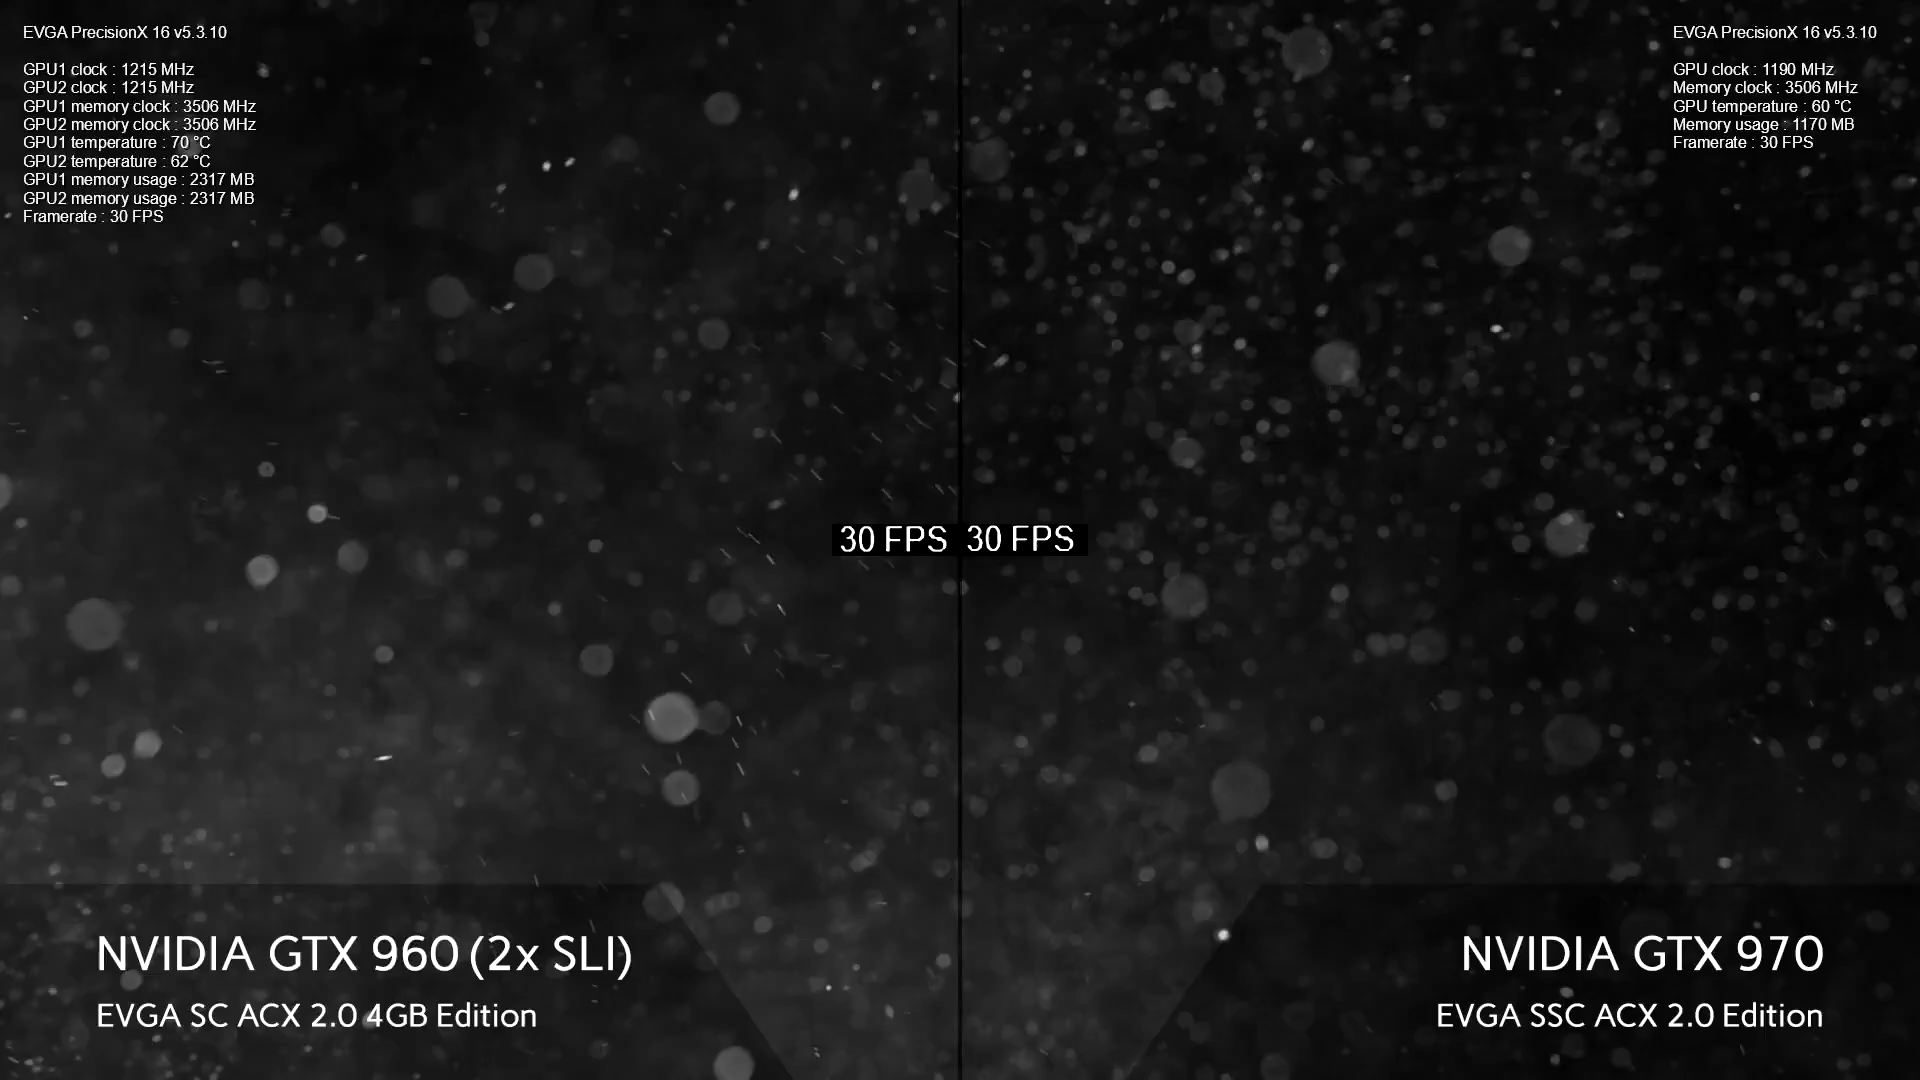 EVGA PrecisionX 16 v5.3.10
GPU1 clock : 1215 MHz
GPU2 clock : 1215 MHz
GPU1 memory clock : 3506 MHz
GPU2 memory clock : 3506 MHz
GPU1 temperature : 70 °C
GPU2 temperature : 62 °C
GPU1 memory usage : 2317 MB
GPU2 memory usage : 2317 MB
Framerate : 30 FPS
EVGA PrecisionX 16 v5.3.10
GPU clock : 1190 MHz
Memory clock : 3506 MHz
GPU temperature : 60 °C
Memory usage : 1170 MB
Framerate : 30 FPS
30 FPS
30 FPS
NVIDIA GTX 960 (2x SLI)
EVGA SC ACX 2.0 4GB Edition
NVIDIA GTX 970
EVGA SSC ACX 2.0 Edition